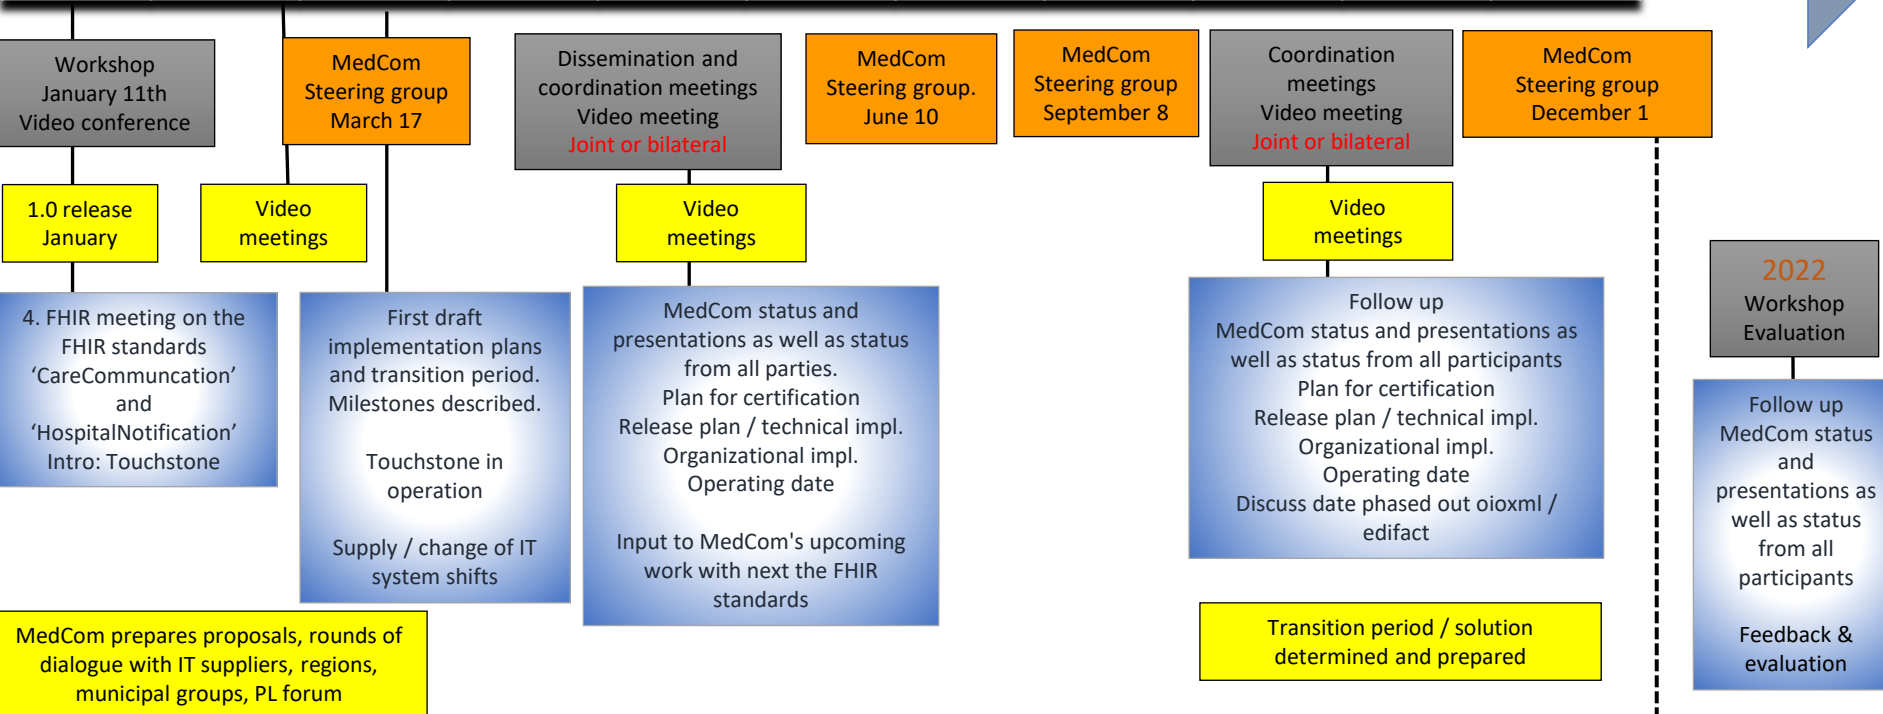 Workshop
January 11th
Video conference
MedCom
Steering group
March 17
Dissemination and
coordination meetings
Video meeting
Joint or bilateral
MedCom
Steering group.
June 10
MedCom
Steering group
September 8
Coordination
meetings
Video meeting
Joint or bilateral
MedCom
Steering group
December 1
1.0 release
January
Video
meetings
Video
meetings
Video
meetings
4. FHIR meeting on the
FHIR standards
‘CareCommuncation’
and
‘HospitalNotification’
Intro: Touchstone
First draft
implementation plans
and transition period.
Milestones described.
Touchstone in
operation
Supply / change of IT
system shifts
MedCom status and
presentations as well as status
from all parties.
Plan for certification
Release plan / technical impl.
Organizational impl.
Operating date
Input to MedCom's upcoming
work with next the FHIR
standards
Follow up
MedCom status and presentations as
well as status from all participants
Plan for certification
Release plan / technical impl.
Organizational impl.
Operating date
Discuss date phased out oioxml /
edifact
2022
Workshop
Evaluation
Follow up
MedCom status
and
presentations as
well as status
from all
participants
Feedback &
evaluation
MedCom prepares proposals, rounds of
dialogue with IT suppliers, regions,
municipal groups, PL forum
Transition period / solution
determined and prepared